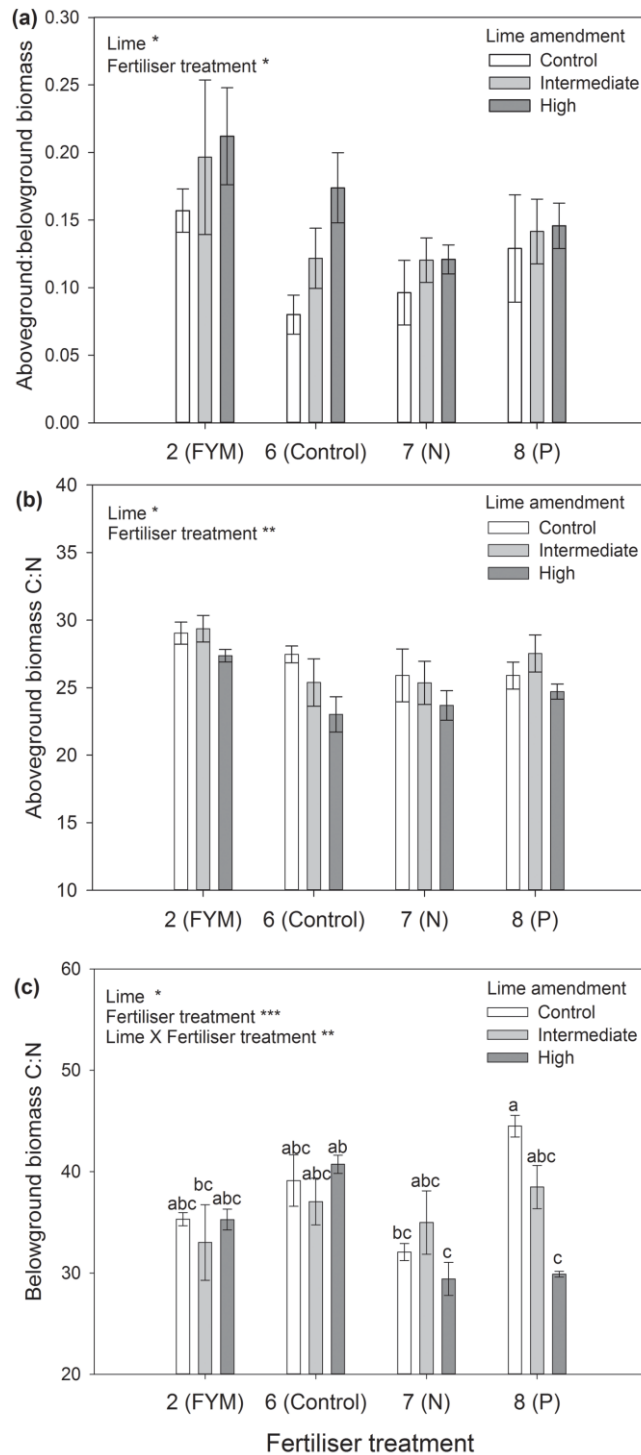 (a)
Lime *
Fertiliser treatment *
Lime amendment
Control
Intermediate
High
Aboveground:belowground biomass
0.30
0.25
0.20
0.15
0.10
0.05
0.00
2 (FYM) 6 (Control) 7 (N) 8 (P)
(b)
Lime *
Fertiliser treatment **
Lime amendment
Control
Intermediate
High
Aboveground biomass C:N
40
35
30
25
20
15
10
2 (FYM) 6 (Control) 7 (N) 8 (P)
(c)
Lime *
Fertiliser treatment ***
Lime X Fertiliser treatment **
Lime amendment
Control
Intermediate
High
Belowground biomass C:N
60
50
40
30
20
abc bc abc abc abc ab bc abc c a abc c
2 (FYM) 6 (Control) 7 (N) 8 (P)
Fertiliser treatment